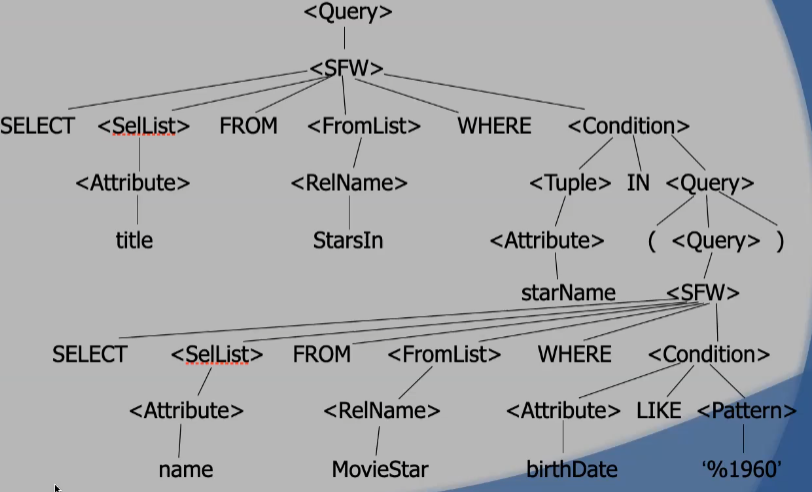 <Query>
<SFW>
SELECT <SelList> FROM <FromList> WHERE <Condition>
<Attribute> <RelName> <Tuple> IN <Query>
title StarsIn <Attribute> ( <Query> )
starName <SFW>
SELECT <SelList> FROM <FromList> WHERE <Condition>
<Attribute> <RelName> <Attribute> LIKE <Pattern>
name MovieStar birthDate ‘%1960’